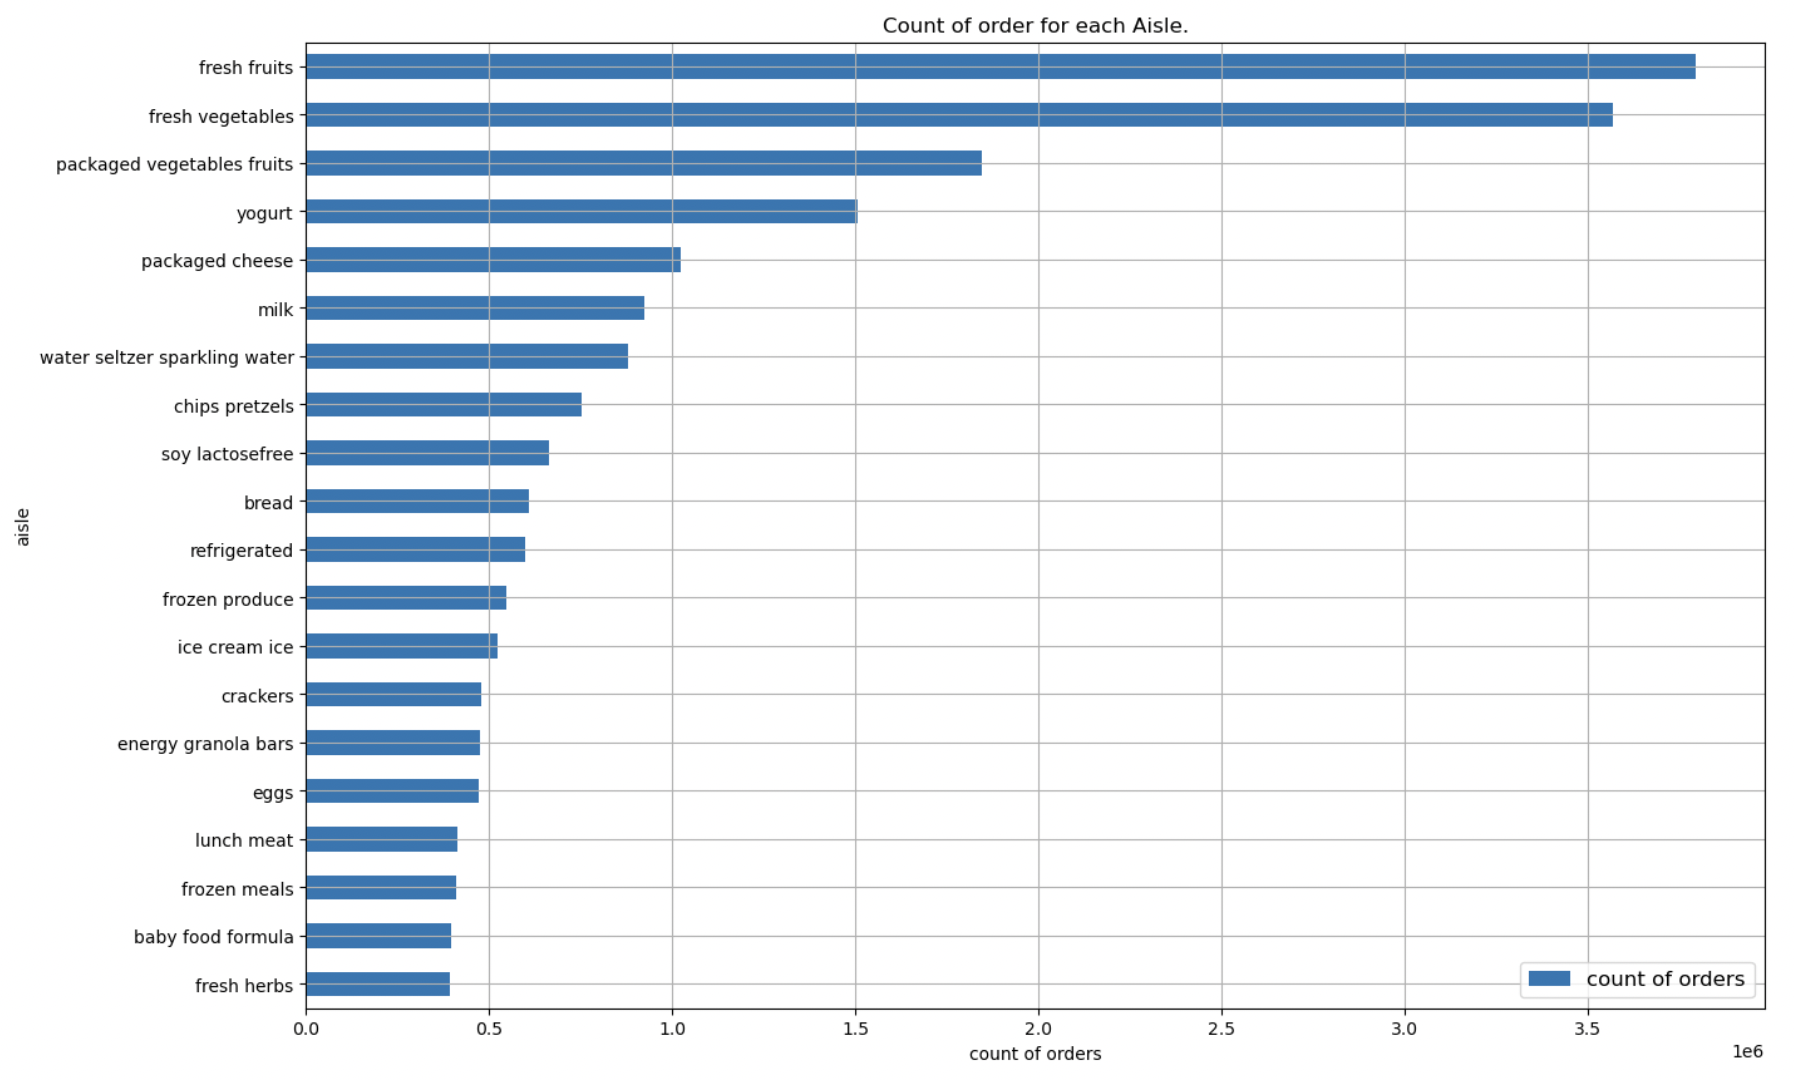 Count of order for each Aisle.
fresh fruits
fresh vegetables
packaged vegetables fruits
yogurt
packaged cheese
milk
water seltzer sparkling water
chips pretzels
soy lactosefree
bread
refrigerated
frozen produce
ice cream ice
crackers
energy granola bars
eggs
lunch meat
frozen meals
baby food formula
fresh herbs
aisle
count of orders
0.0 0.5 1.0 1.5 2.0 2.5 3.0 3.5
count of orders
1e6